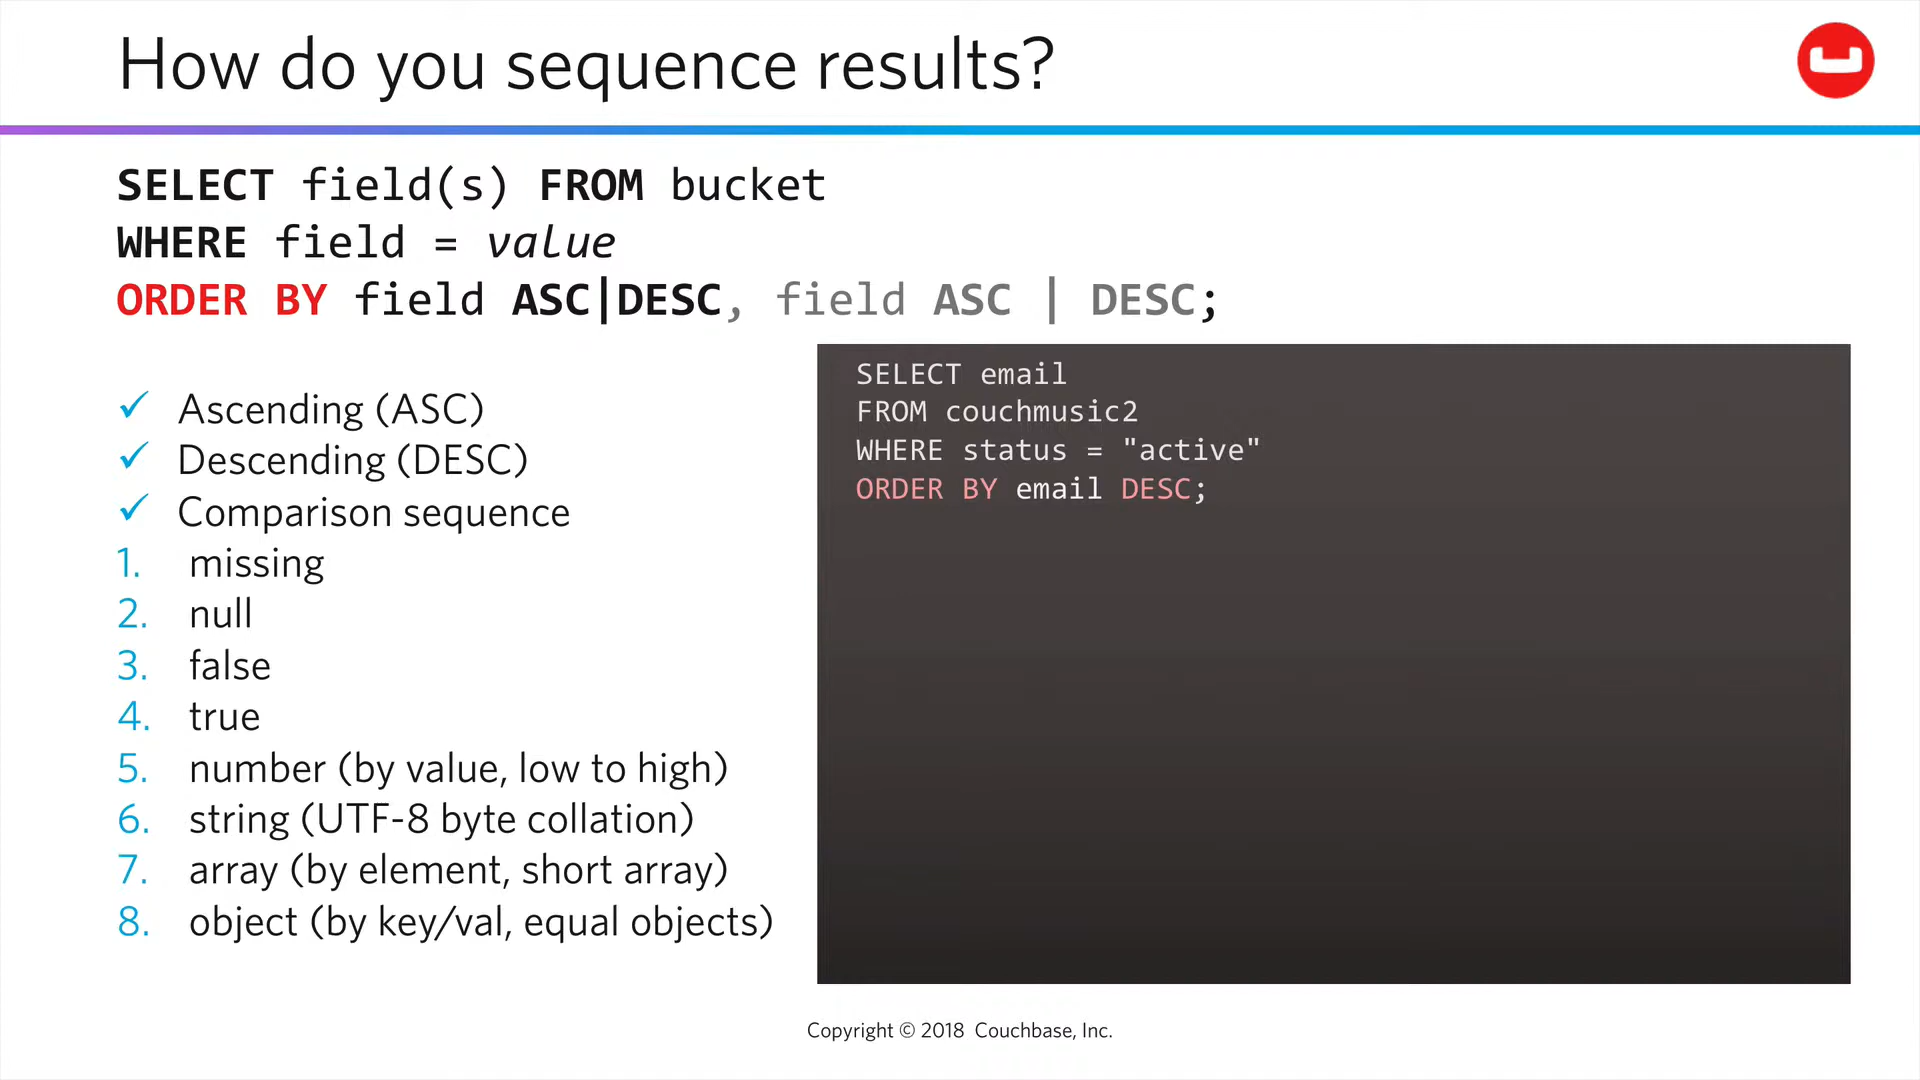 How do you sequence results?
SELECT field(s) FROM bucket
WHERE field = value
ORDER BY field ASC|DESC, field ASC | DESC;
✓ Ascending (ASC)
✓ Descending (DESC)
✓ Comparison sequence
1. missing
2. null
3. false
4. true
5. number (by value, low to high)
6. string (UTF-8 byte collation)
7. array (by element, short array)
8. object (by key/val, equal objects)
SELECT email
FROM couchmusic2
WHERE status = "active"
ORDER BY email DESC;
Copyright © 2018 Couchbase, Inc.